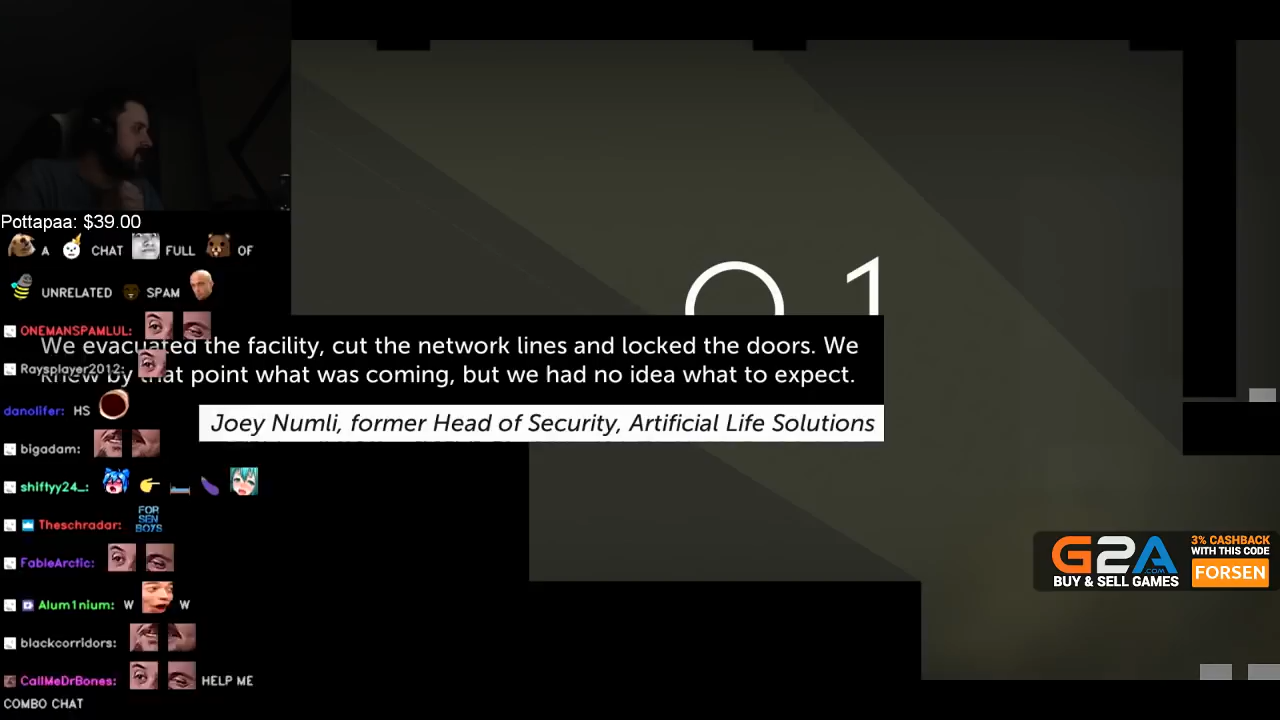 0.1
Pottapaa: $39.00
A CHAT FULL OF
UNRELATED SPAM
ONEMANSPAMLUL:
We evacuated the facility, cut the network lines and locked the doors. We
Raysplayer2012:
knew by that point what was coming, but we had no idea what to expect.
danolifer: HS
Joey Numli, former Head of Security, Artificial Life Solutions
bigadam:
shiftyy24_:
Theschradar:
FOR
SEN
BOYS
FableArctic:
Alum1nium: W W
blackcorridors:
CallMeDrBones: HELP ME
COMBO CHAT
G2A
.COM
BUY & SELL GAMES
3% CASHBACK
WITH THIS CODE
FORSEN